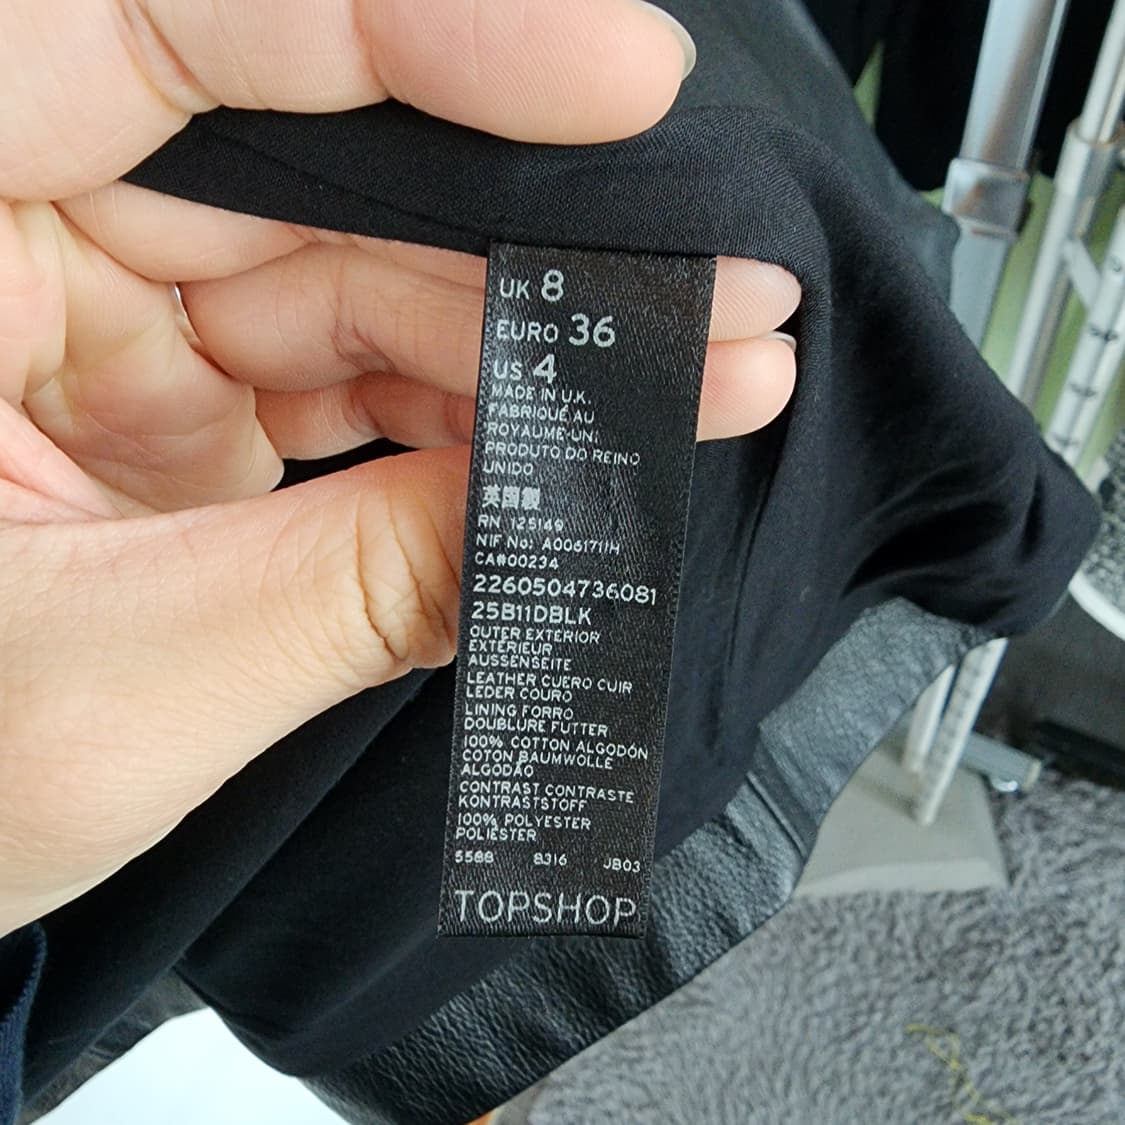 UK 8
EURO 36
US 4
MADE IN U.K.
FABRIQUÉ AU
ROYAUME-UNI
PRODUTO DO REINO
UNIDO
英国製
RN 125149
NIF No: A0061711H
CA#00234
2260504736081
25B11DBLK
OUTER EXTERIOR
EXTÉRIEUR
AUSSENSEITE
LEATHER CUERO CUIR
LEDER COURO
LINING FORRO
DOUBLURE FUTTER
100% COTTON ALGODÓN
COTON BAUMWOLLE
ALGODÃO
CONTRAST CONTRASTE
KONTRASTSTOFF
100% POLYESTER
POLIÉSTER
5588 8316 JB03
TOPSHOP